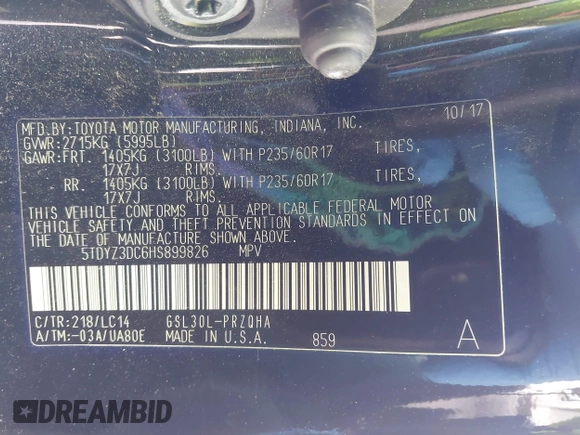 MFD.BY:TOYOTA MOTOR MANUFACTURING, INDIANA, INC. 10/17
GVWR:2715KG (5995LB)
GAWR:FRT. 1405KG (3100LB) WITH P235/60R17 TIRES,
17X7J RIMS.
RR. 1405KG (3100LB) WITH P235/60R17 TIRES,
17X7J RIMS.
THIS VEHICLE CONFORMS TO ALL APPLICABLE FEDERAL MOTOR
VEHICLE SAFETY AND THEFT PREVENTION STANDARDS IN EFFECT ON
THE DATE OF MANUFACTURE SHOWN ABOVE.
5TDYZ3DC6HS899826 MPV
C/TR:218/LC14 GSL30L-PRZQHA
A/TM:-03A/UA80E MADE IN U.S.A. 859 A
DREAMBID